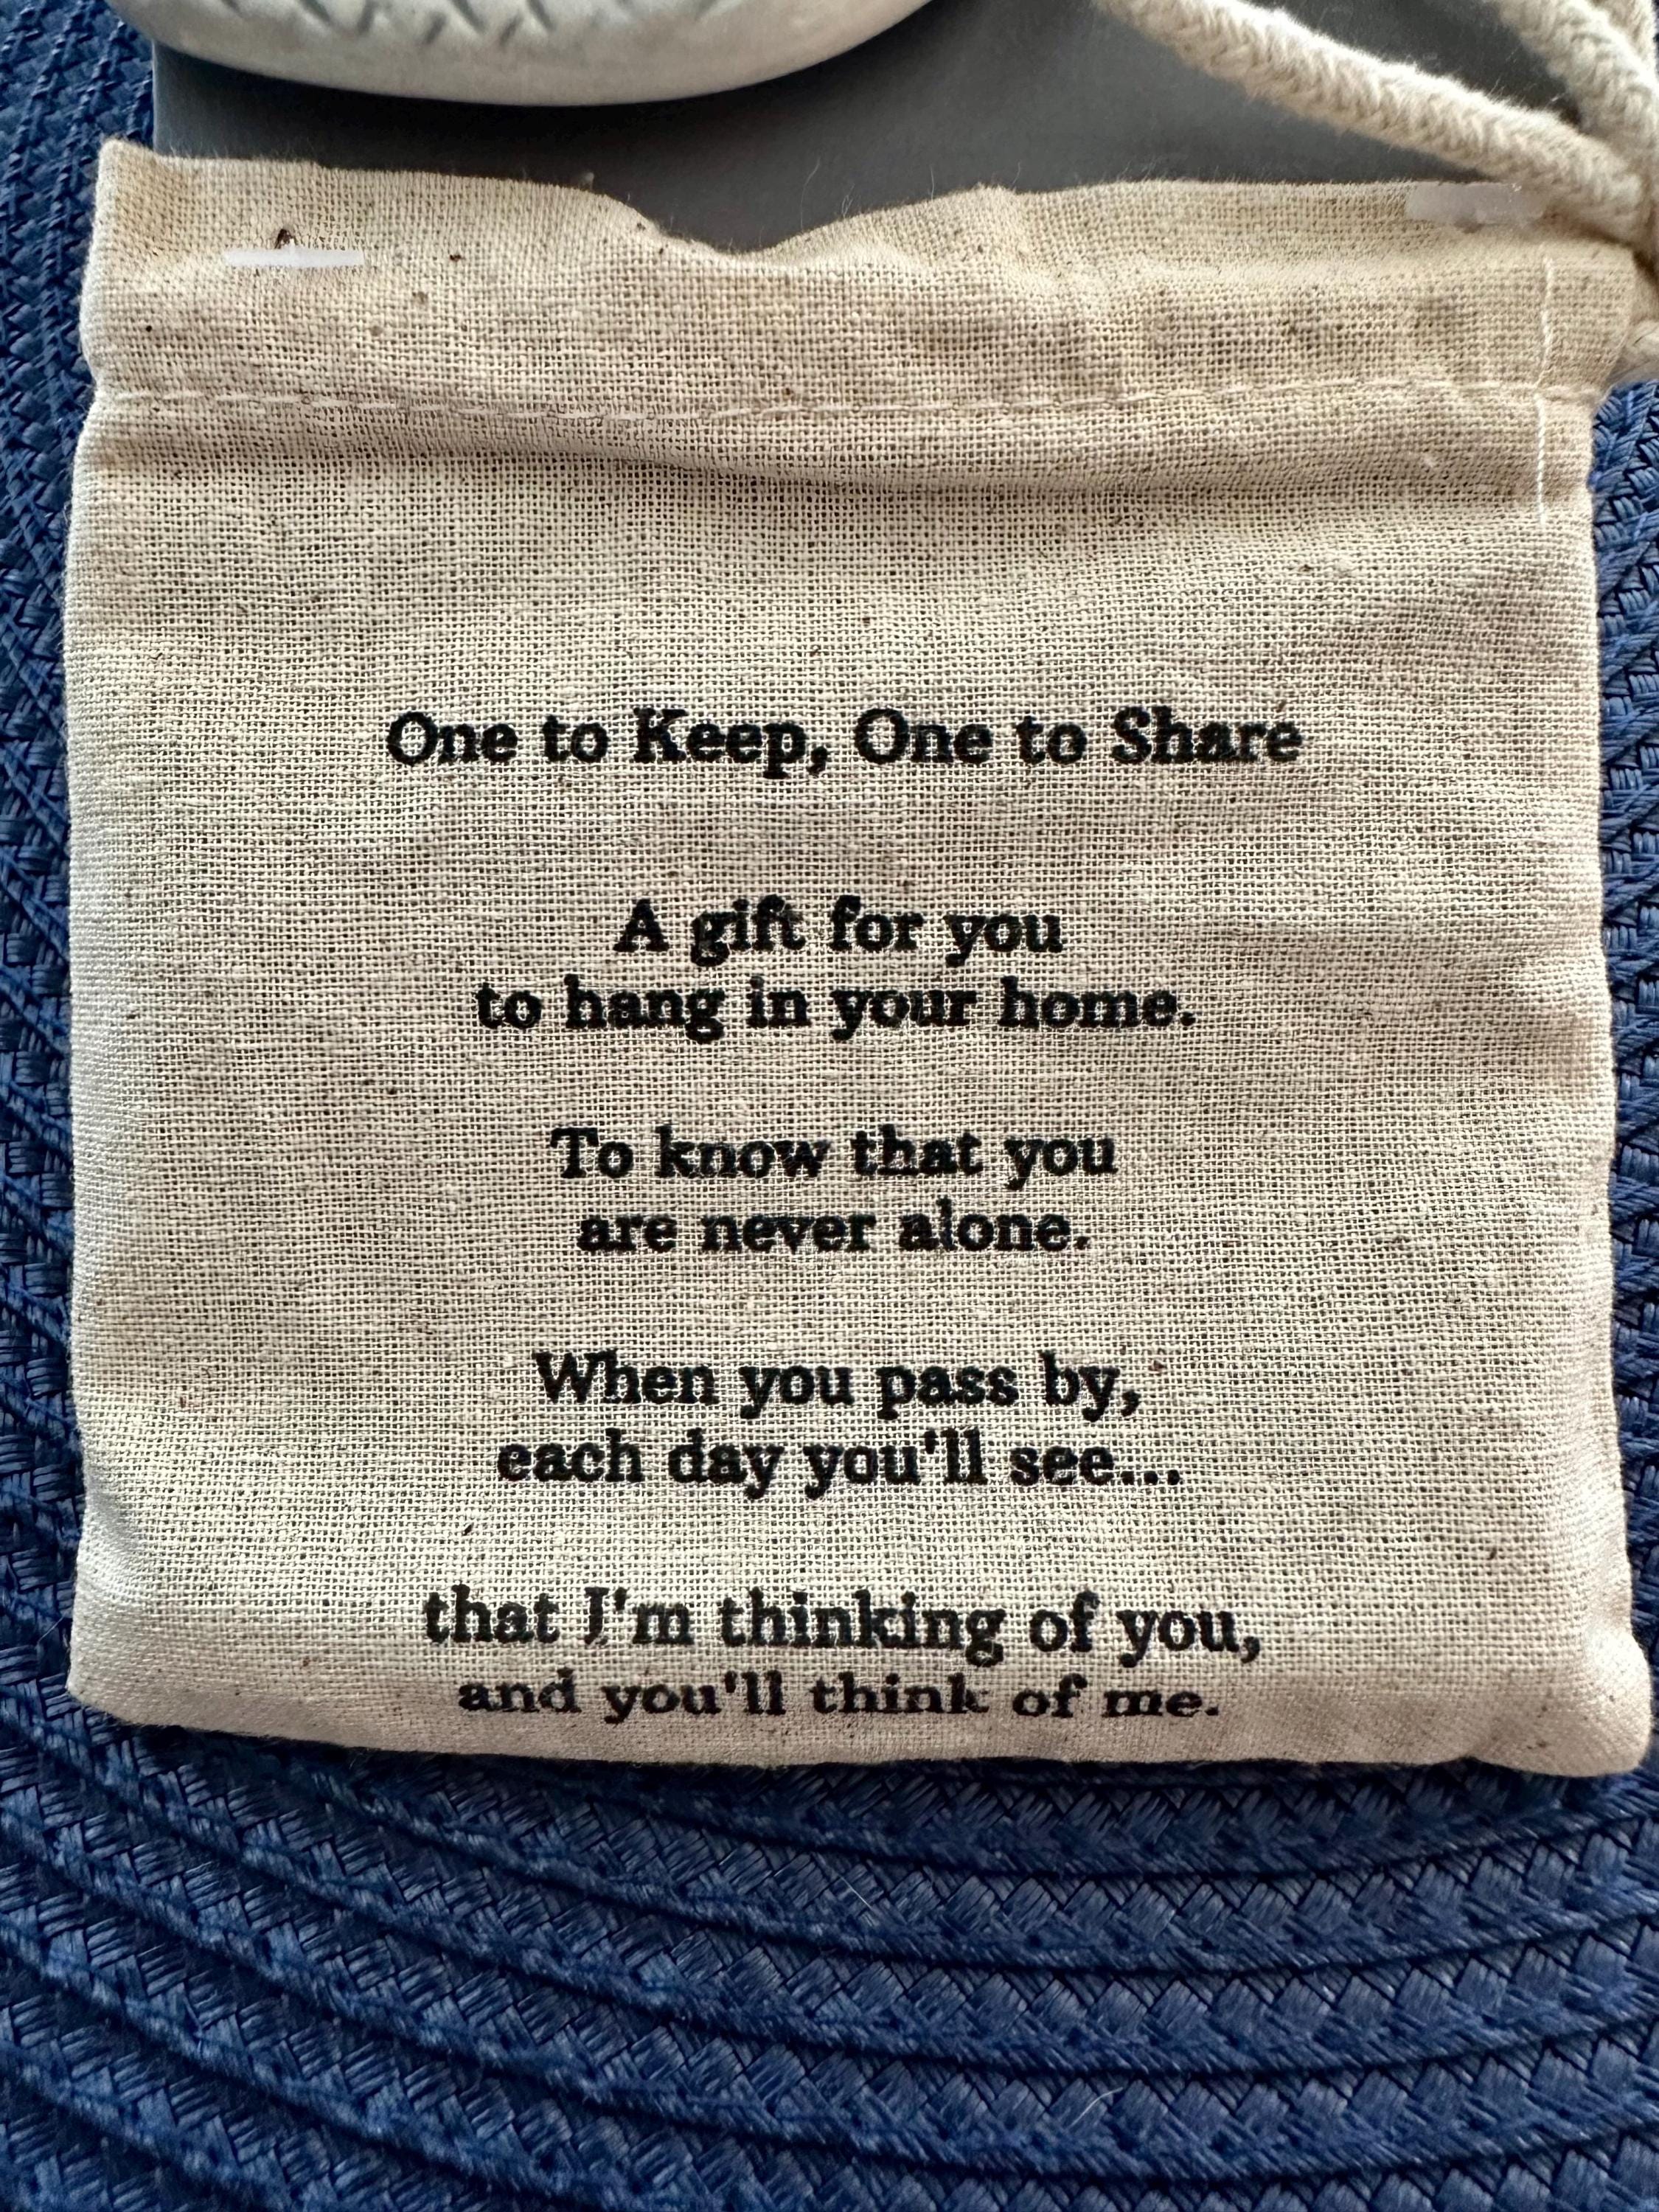 One to Keep, One to Share
A gift for you
to hang in your home.
To know that you
are never alone.
When you pass by,
each day you'll see...
that I'm thinking of you,
and you'll think of me.